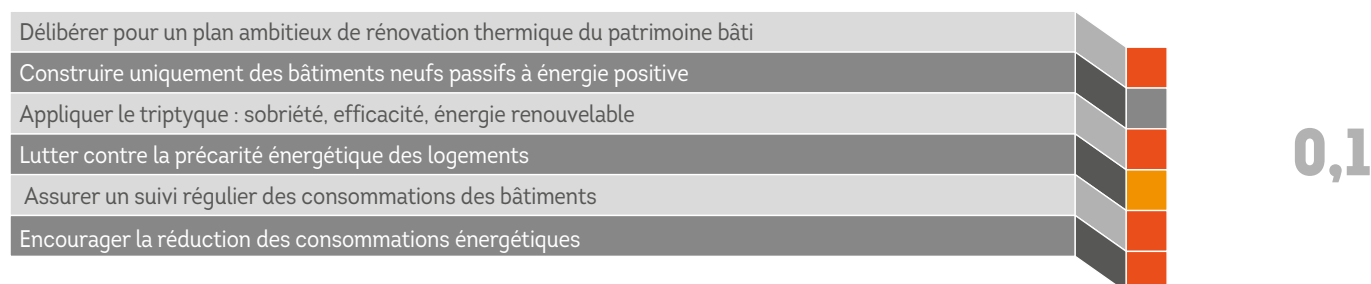 Délibérer pour un plan ambitieux de rénovation thermique du patrimoine bâti
Construire uniquement des bâtiments neufs passifs à énergie positive
Appliquer le triptyque : sobriété, efficacité, énergie renouvelable
Lutter contre la précarité énergétique des logements
Assurer un suivi régulier des consommations des bâtiments
Encourager la réduction des consommations énergétiques
0,1